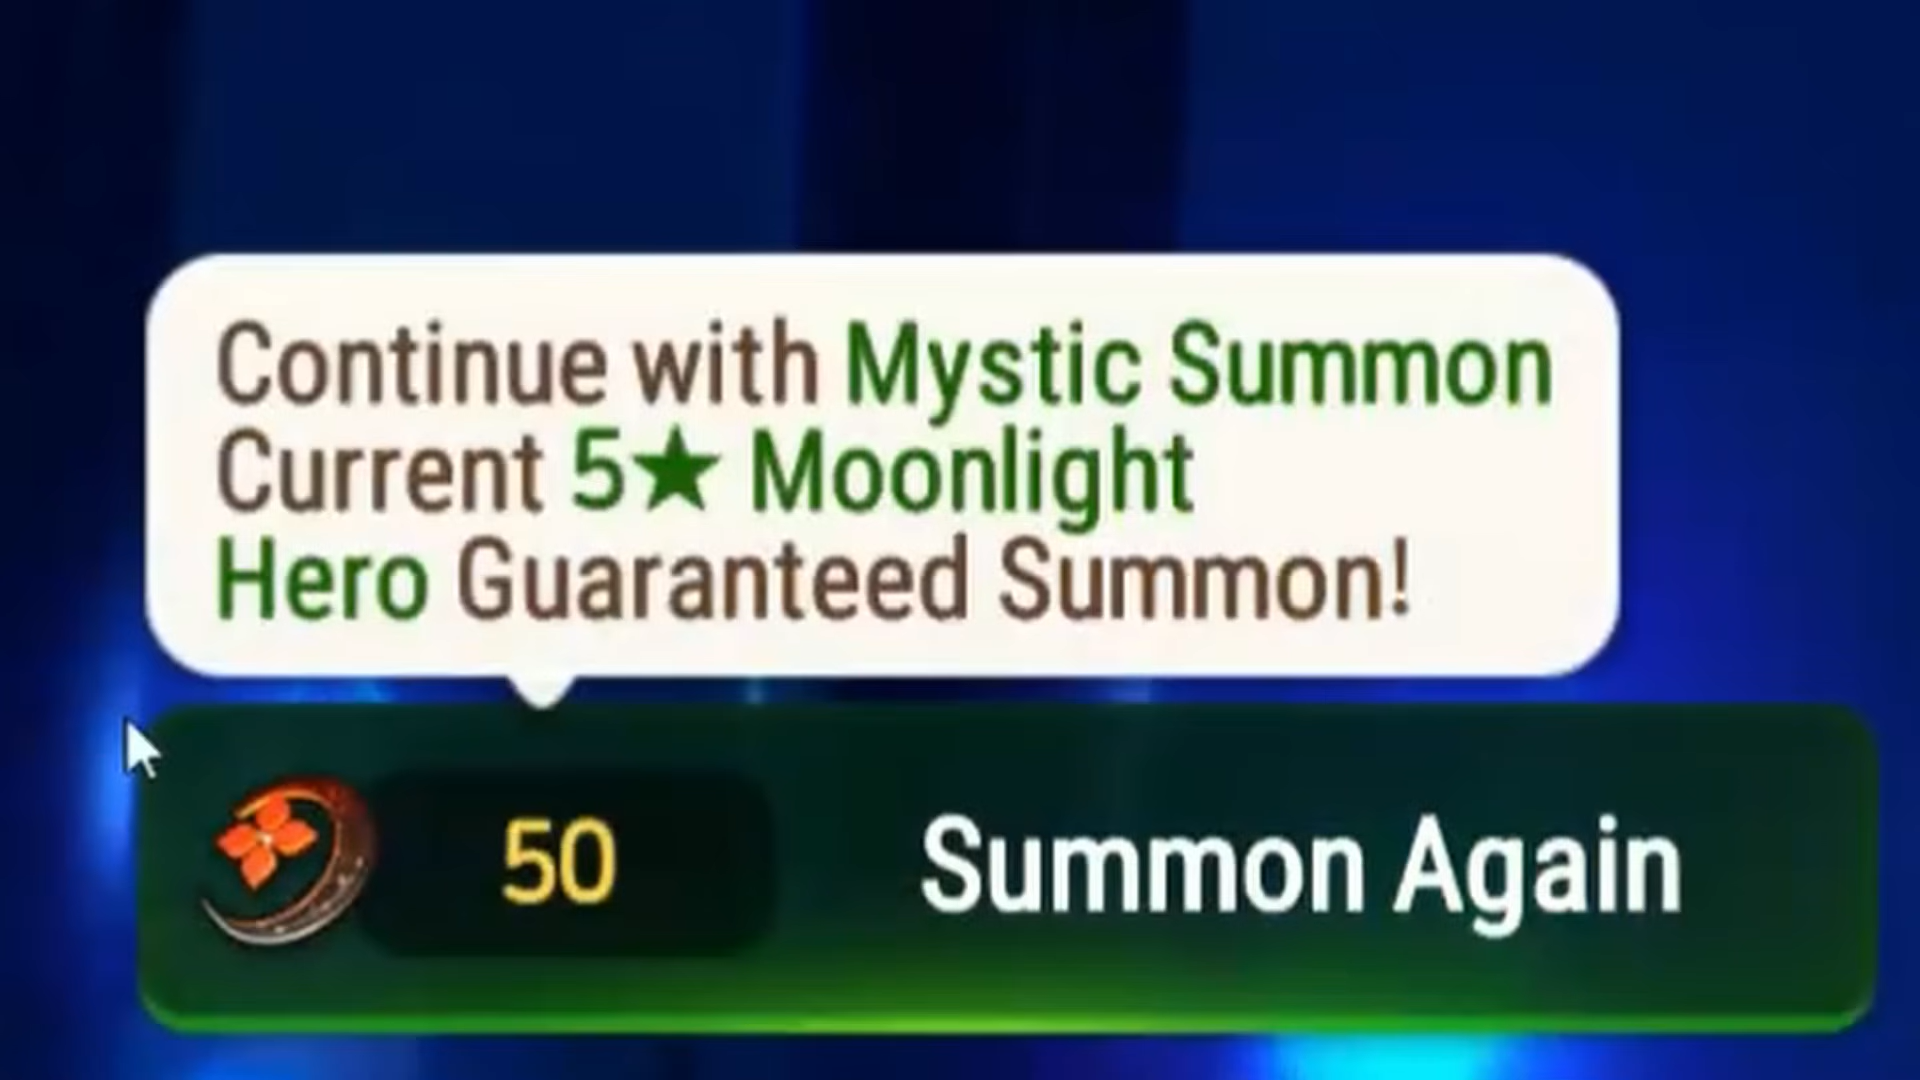 Continue with Mystic Summon
Current 5★ Moonlight
Hero Guaranteed Summon!
50 Summon Again